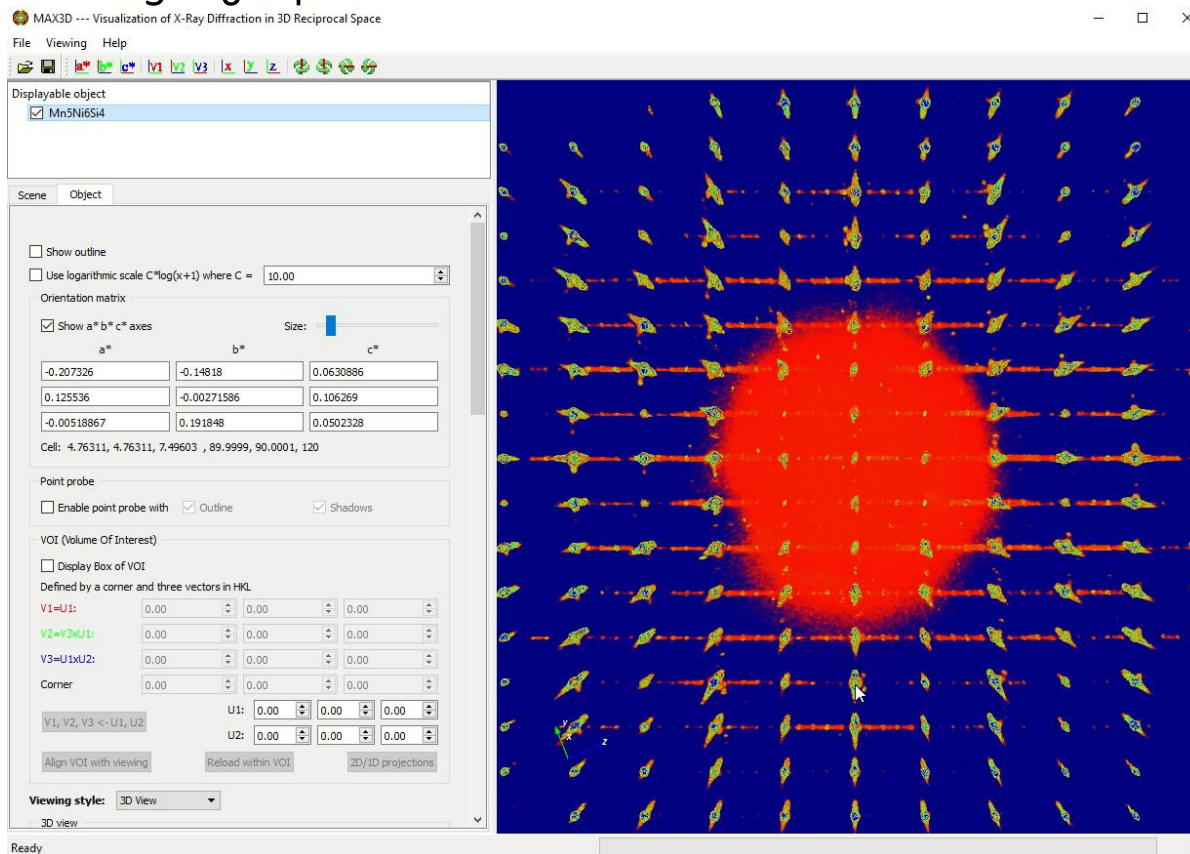 MAX3D --- Visualization of X-Ray Diffraction in 3D Reciprocal Space
File Viewing Help
a* b* c* V1 V2 V3 x y z
Displayable object
Mn5Ni6Si4
Scene Object
Show outline
Use logarithmic scale C*log(x+1) where C = 10.00
Orientation matrix
Show a* b* c* axes Size:
a* b* c*
-0.207326 -0.14818 0.0630886
0.125536 -0.00271586 0.106269
-0.00518867 0.191848 0.0502328
Cell: 4.76311, 4.76311, 7.49603 , 89.9999, 90.0001, 120
Point probe
Enable point probe with Outline Shadows
VOI (Volume Of Interest)
Display Box of VOI
Defined by a corner and three vectors in HKL
V1=U1: 0.00 0.00 0.00
V2=V3xU1: 0.00 0.00 0.00
V3=U1xU2: 0.00 0.00 0.00
Corner 0.00 0.00 0.00
V1, V2, V3 <- U1, U2
U1: 0.00 0.00 0.00
U2: 0.00 0.00 0.00
Align VOI with viewing Reload within VOI 2D/1D projections
Viewing style: 3D View
3D view
y
x
z
Ready